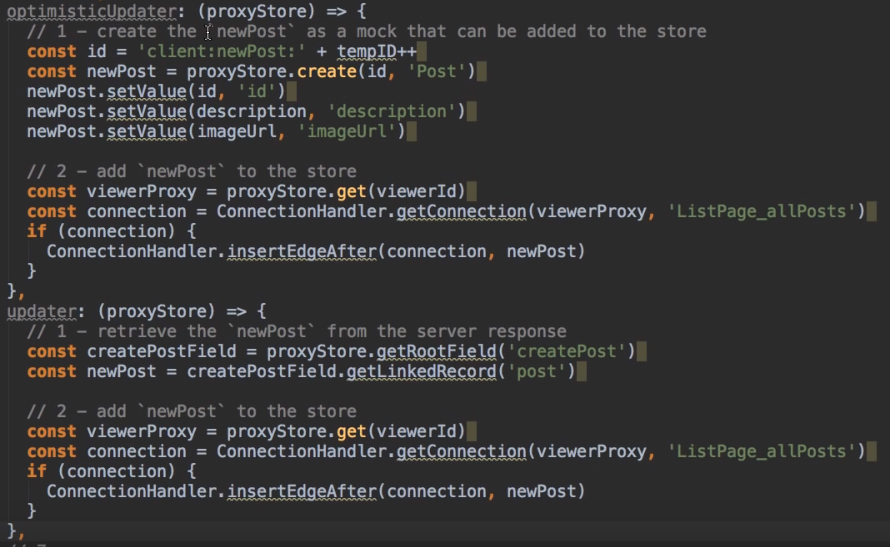 optimisticUpdater: (proxyStore) => {
// 1 – create the `newPost` as a mock that can be added to the store
const id = 'client:newPost:' + tempID++
const newPost = proxyStore.create(id, 'Post')
newPost.setValue(id, 'id')
newPost.setValue(description, 'description')
newPost.setValue(imageUrl, 'imageUrl')
// 2 – add `newPost` to the store
const viewerProxy = proxyStore.get(viewerId)
const connection = ConnectionHandler.getConnection(viewerProxy, 'ListPage_allPosts')
if (connection) {
ConnectionHandler.insertEdgeAfter(connection, newPost)
}
},
updater: (proxyStore) => {
// 1 – retrieve the `newPost` from the server response
const createPostField = proxyStore.getRootField('createPost')
const newPost = createPostField.getLinkedRecord('post')
// 2 – add `newPost` to the store
const viewerProxy = proxyStore.get(viewerId)
const connection = ConnectionHandler.getConnection(viewerProxy, 'ListPage_allPosts')
if (connection) {
ConnectionHandler.insertEdgeAfter(connection, newPost)
}
},